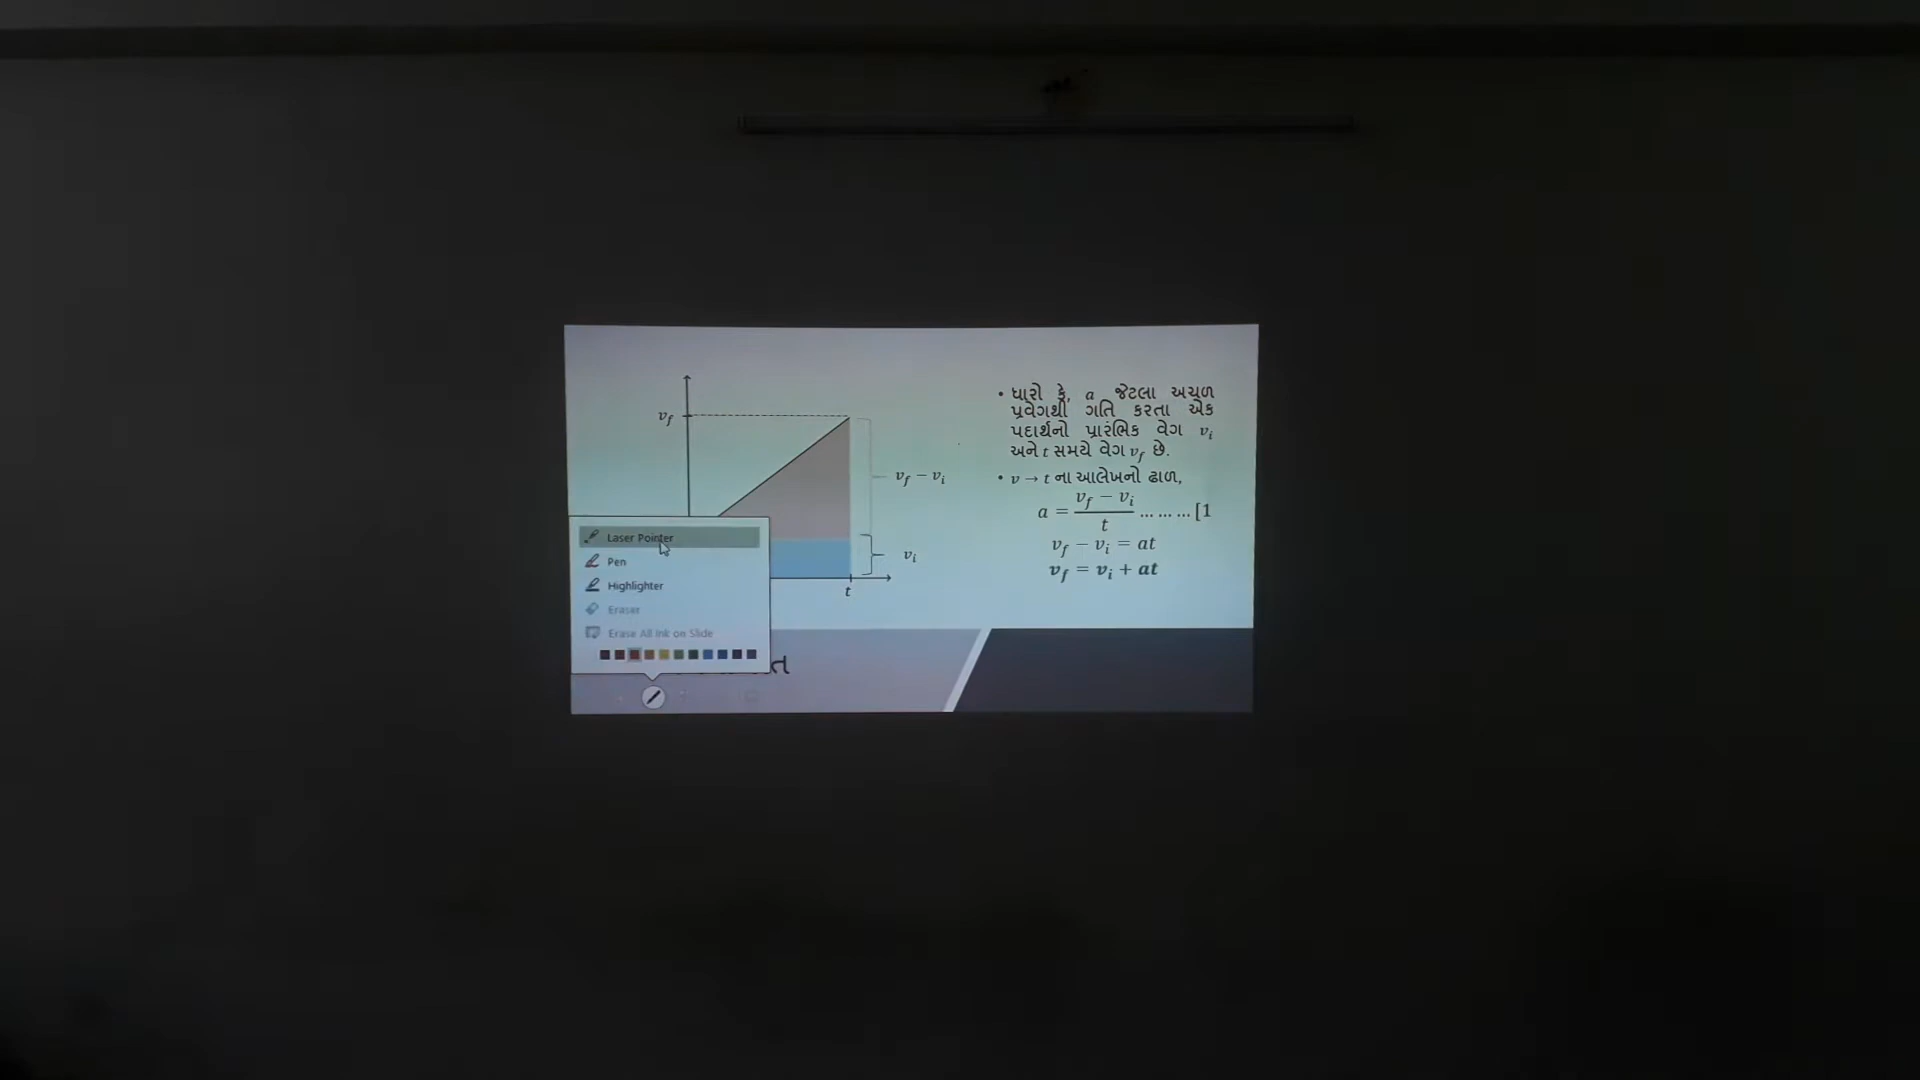 v_f
v_f − v_i
v_i
t
• ધારો કે, a જેટલા અચળ
પ્રવેગથી ગતિ કરતા એક
પદાર્થનો પ્રારંભિક વેગ v_i
અને t સમયે વેગ v_f છે.
• v → t ના આલેખનો ઢાળ,
a = (v_f − v_i)/t ... ... ... [1
v_f − v_i = at
v_f = v_i + at
Laser Pointer
Pen
Highlighter
Eraser
Erase All Ink on Slide